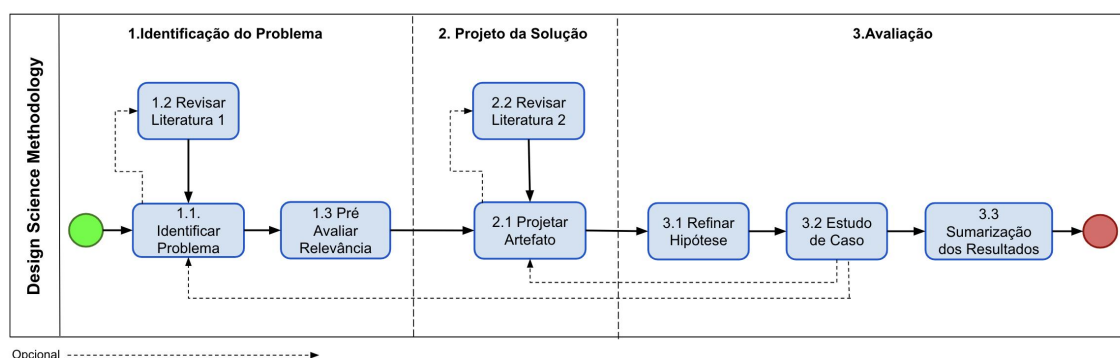 Design Science Methodology
1.Identificação do Problema
2. Projeto da Solução
3.Avaliação
1.2 Revisar
Literatura 1
2.2 Revisar
Literatura 2
1.1.
Identificar
Problema
1.3 Pré
Avaliar
Relevância
2.1 Projetar
Artefato
3.1 Refinar
Hipótese
3.2 Estudo
de Caso
3.3
Sumarização
dos Resultados
Opcional